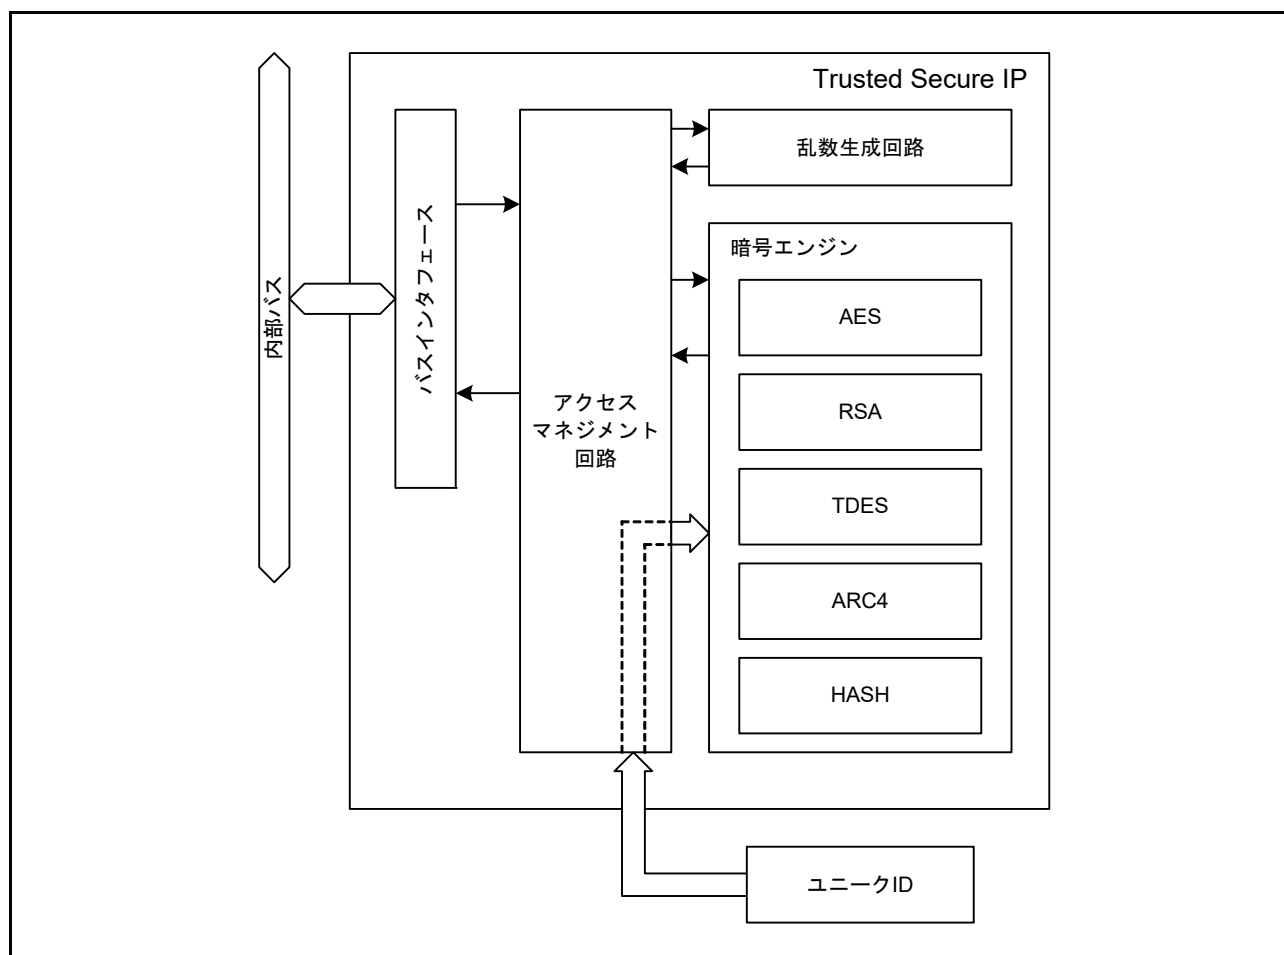 Trusted Secure IP
内部バス
バスインタフェース
アクセス
マネジメント
回路
乱数生成回路
暗号エンジン
AES
RSA
TDES
ARC4
HASH
ユニークID